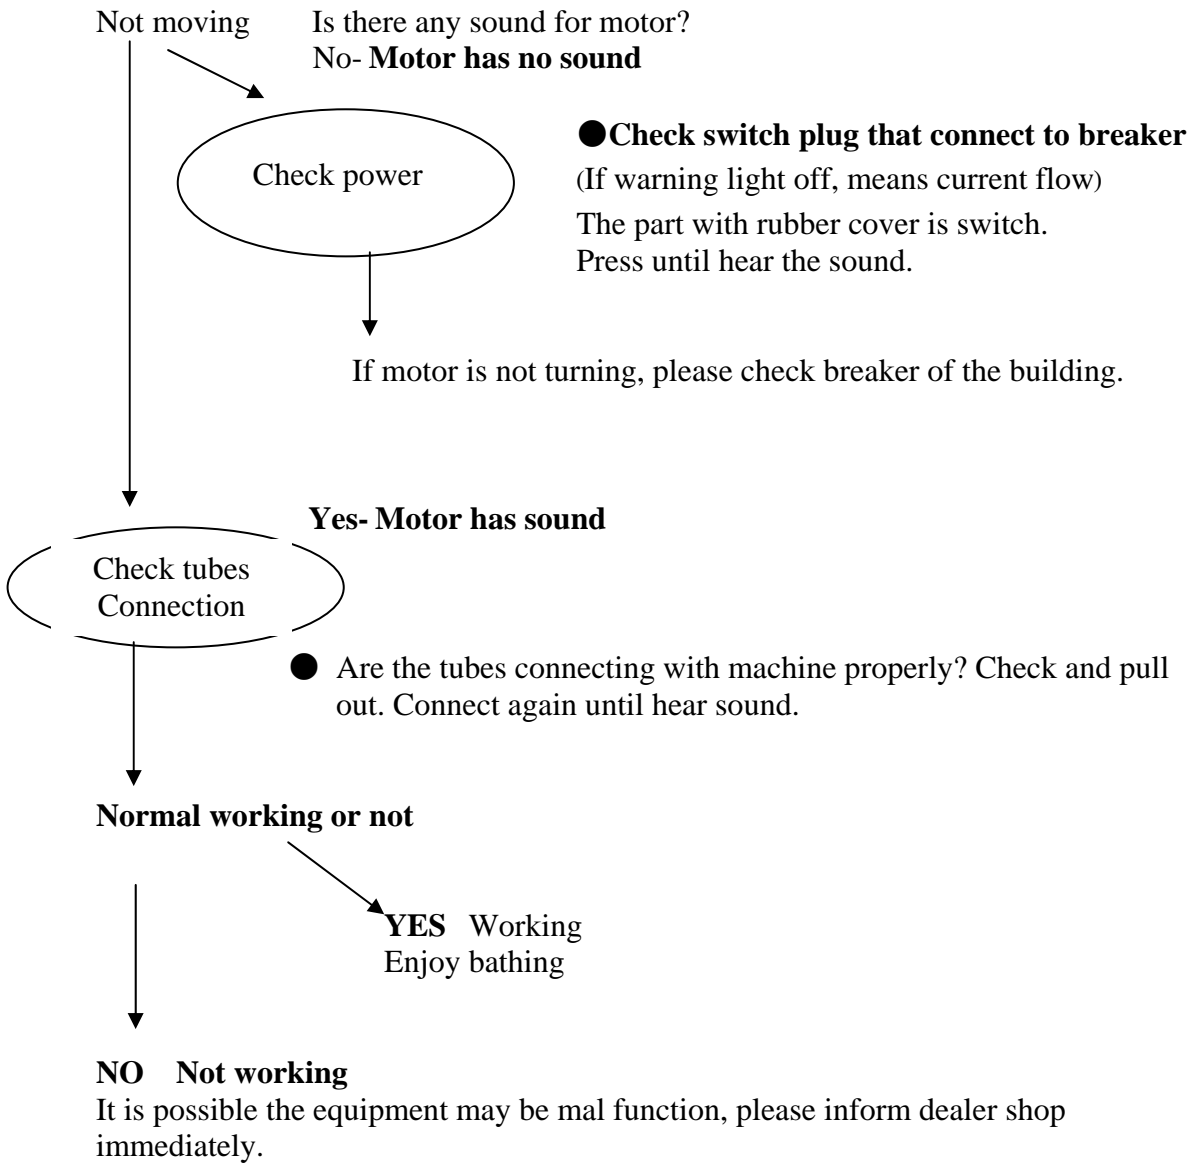 Not moving Is there any sound for motor?
No- Motor has no sound
Check power
●Check switch plug that connect to breaker
(If warning light off, means current flow)
The part with rubber cover is switch.
Press until hear the sound.
If motor is not turning, please check breaker of the building.
Yes- Motor has sound
Check tubes
Connection
● Are the tubes connecting with machine properly? Check and pull
out. Connect again until hear sound.
Normal working or not
YES Working
Enjoy bathing
NO Not working
It is possible the equipment may be mal function, please inform dealer shop
immediately.